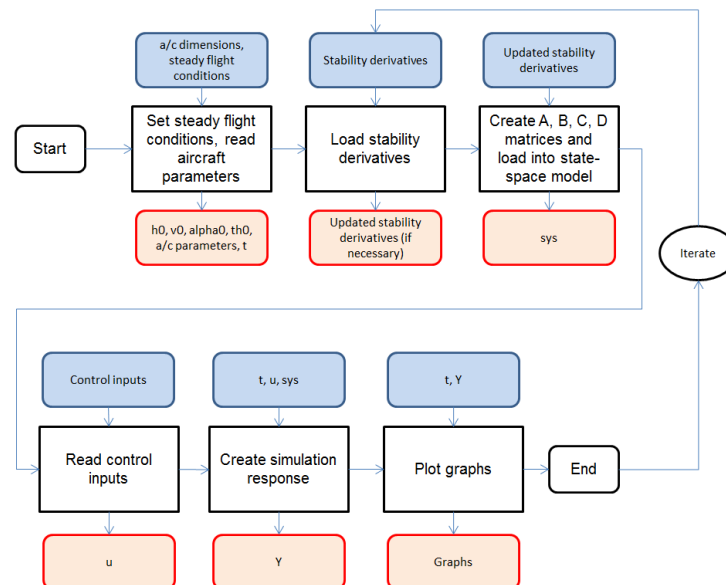 a/c dimensions,
steady flight
conditions
Stability derivatives
Updated stability
derivatives
Start
Set steady flight
conditions, read
aircraft
parameters
Load stability
derivatives
Create A, B, C, D
matrices and
load into state-
space model
h0, v0, alpha0, th0,
a/c parameters, t
Updated stability
derivatives (if
necessary)
sys
Iterate
Control inputs
t, u, sys
t, Y
Read control
inputs
Create simulation
response
Plot graphs
End
u
Y
Graphs